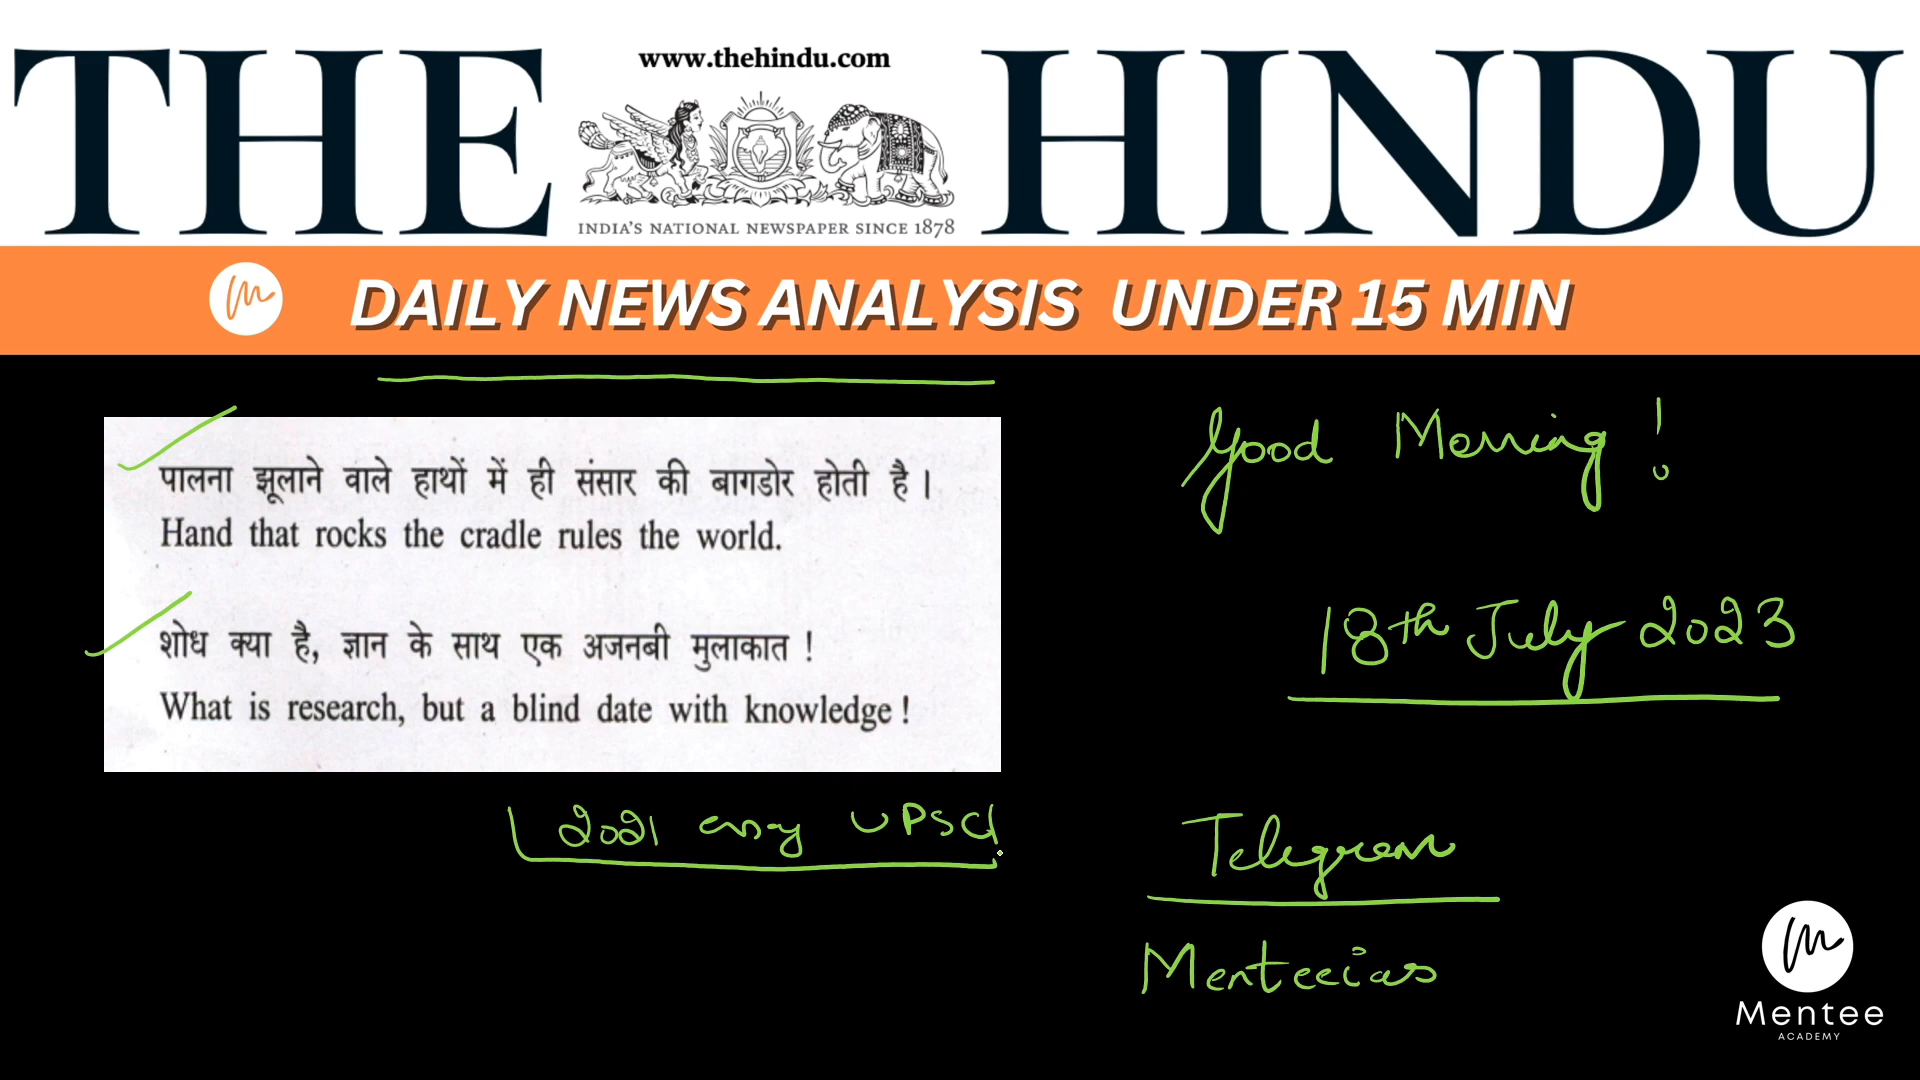 THE HINDU
www.thehindu.com
INDIA'S NATIONAL NEWSPAPER SINCE 1878
DAILY NEWS ANALYSIS UNDER 15 MIN
पालना झूलाने वाले हाथों में ही संसार की बागडोर होती है ।
Hand that rocks the cradle rules the world.
शोध क्या है, ज्ञान के साथ एक अजनबी मुलाकात !
What is research, but a blind date with knowledge !
2021 essay UPSC
Good Morning !
18th July 2023
Telegram
Menteeias
Mentee
ACADEMY